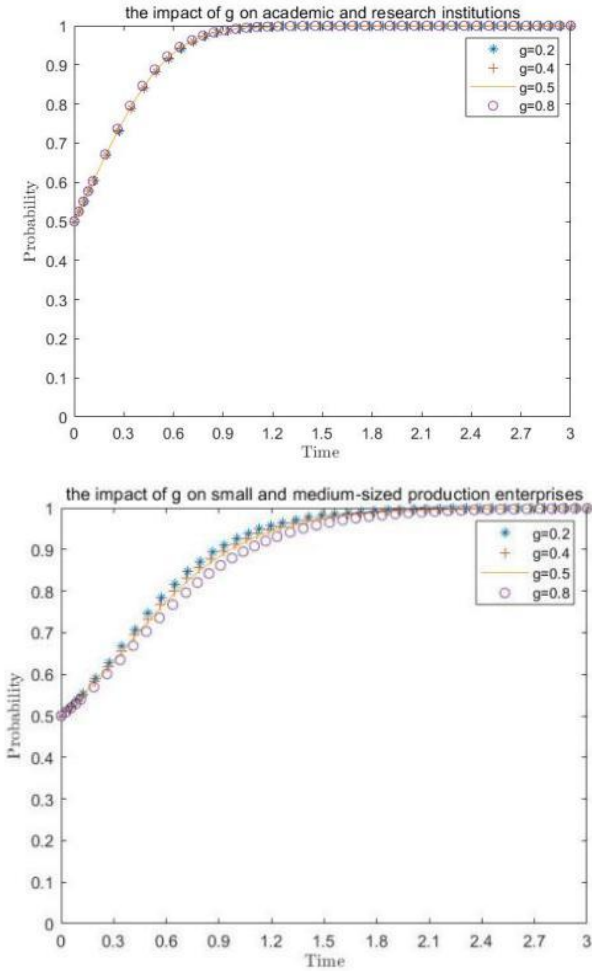 the impact of g on academic and research institutions
1
0.9
0.8
0.7
0.6
0.5
0.4
0.3
0.2
0.1
0
Probability
g=0.2
g=0.4
g=0.5
g=0.8
0 0.3 0.6 0.9 1.2 1.5 1.8 2.1 2.4 2.7 3
Time
the impact of g on small and medium-sized production enterprises
1
0.9
0.8
0.7
0.6
0.5
0.4
0.3
0.2
0.1
0
Probability
g=0.2
g=0.4
g=0.5
g=0.8
0 0.3 0.6 0.9 1.2 1.5 1.8 2.1 2.4 2.7 3
Time